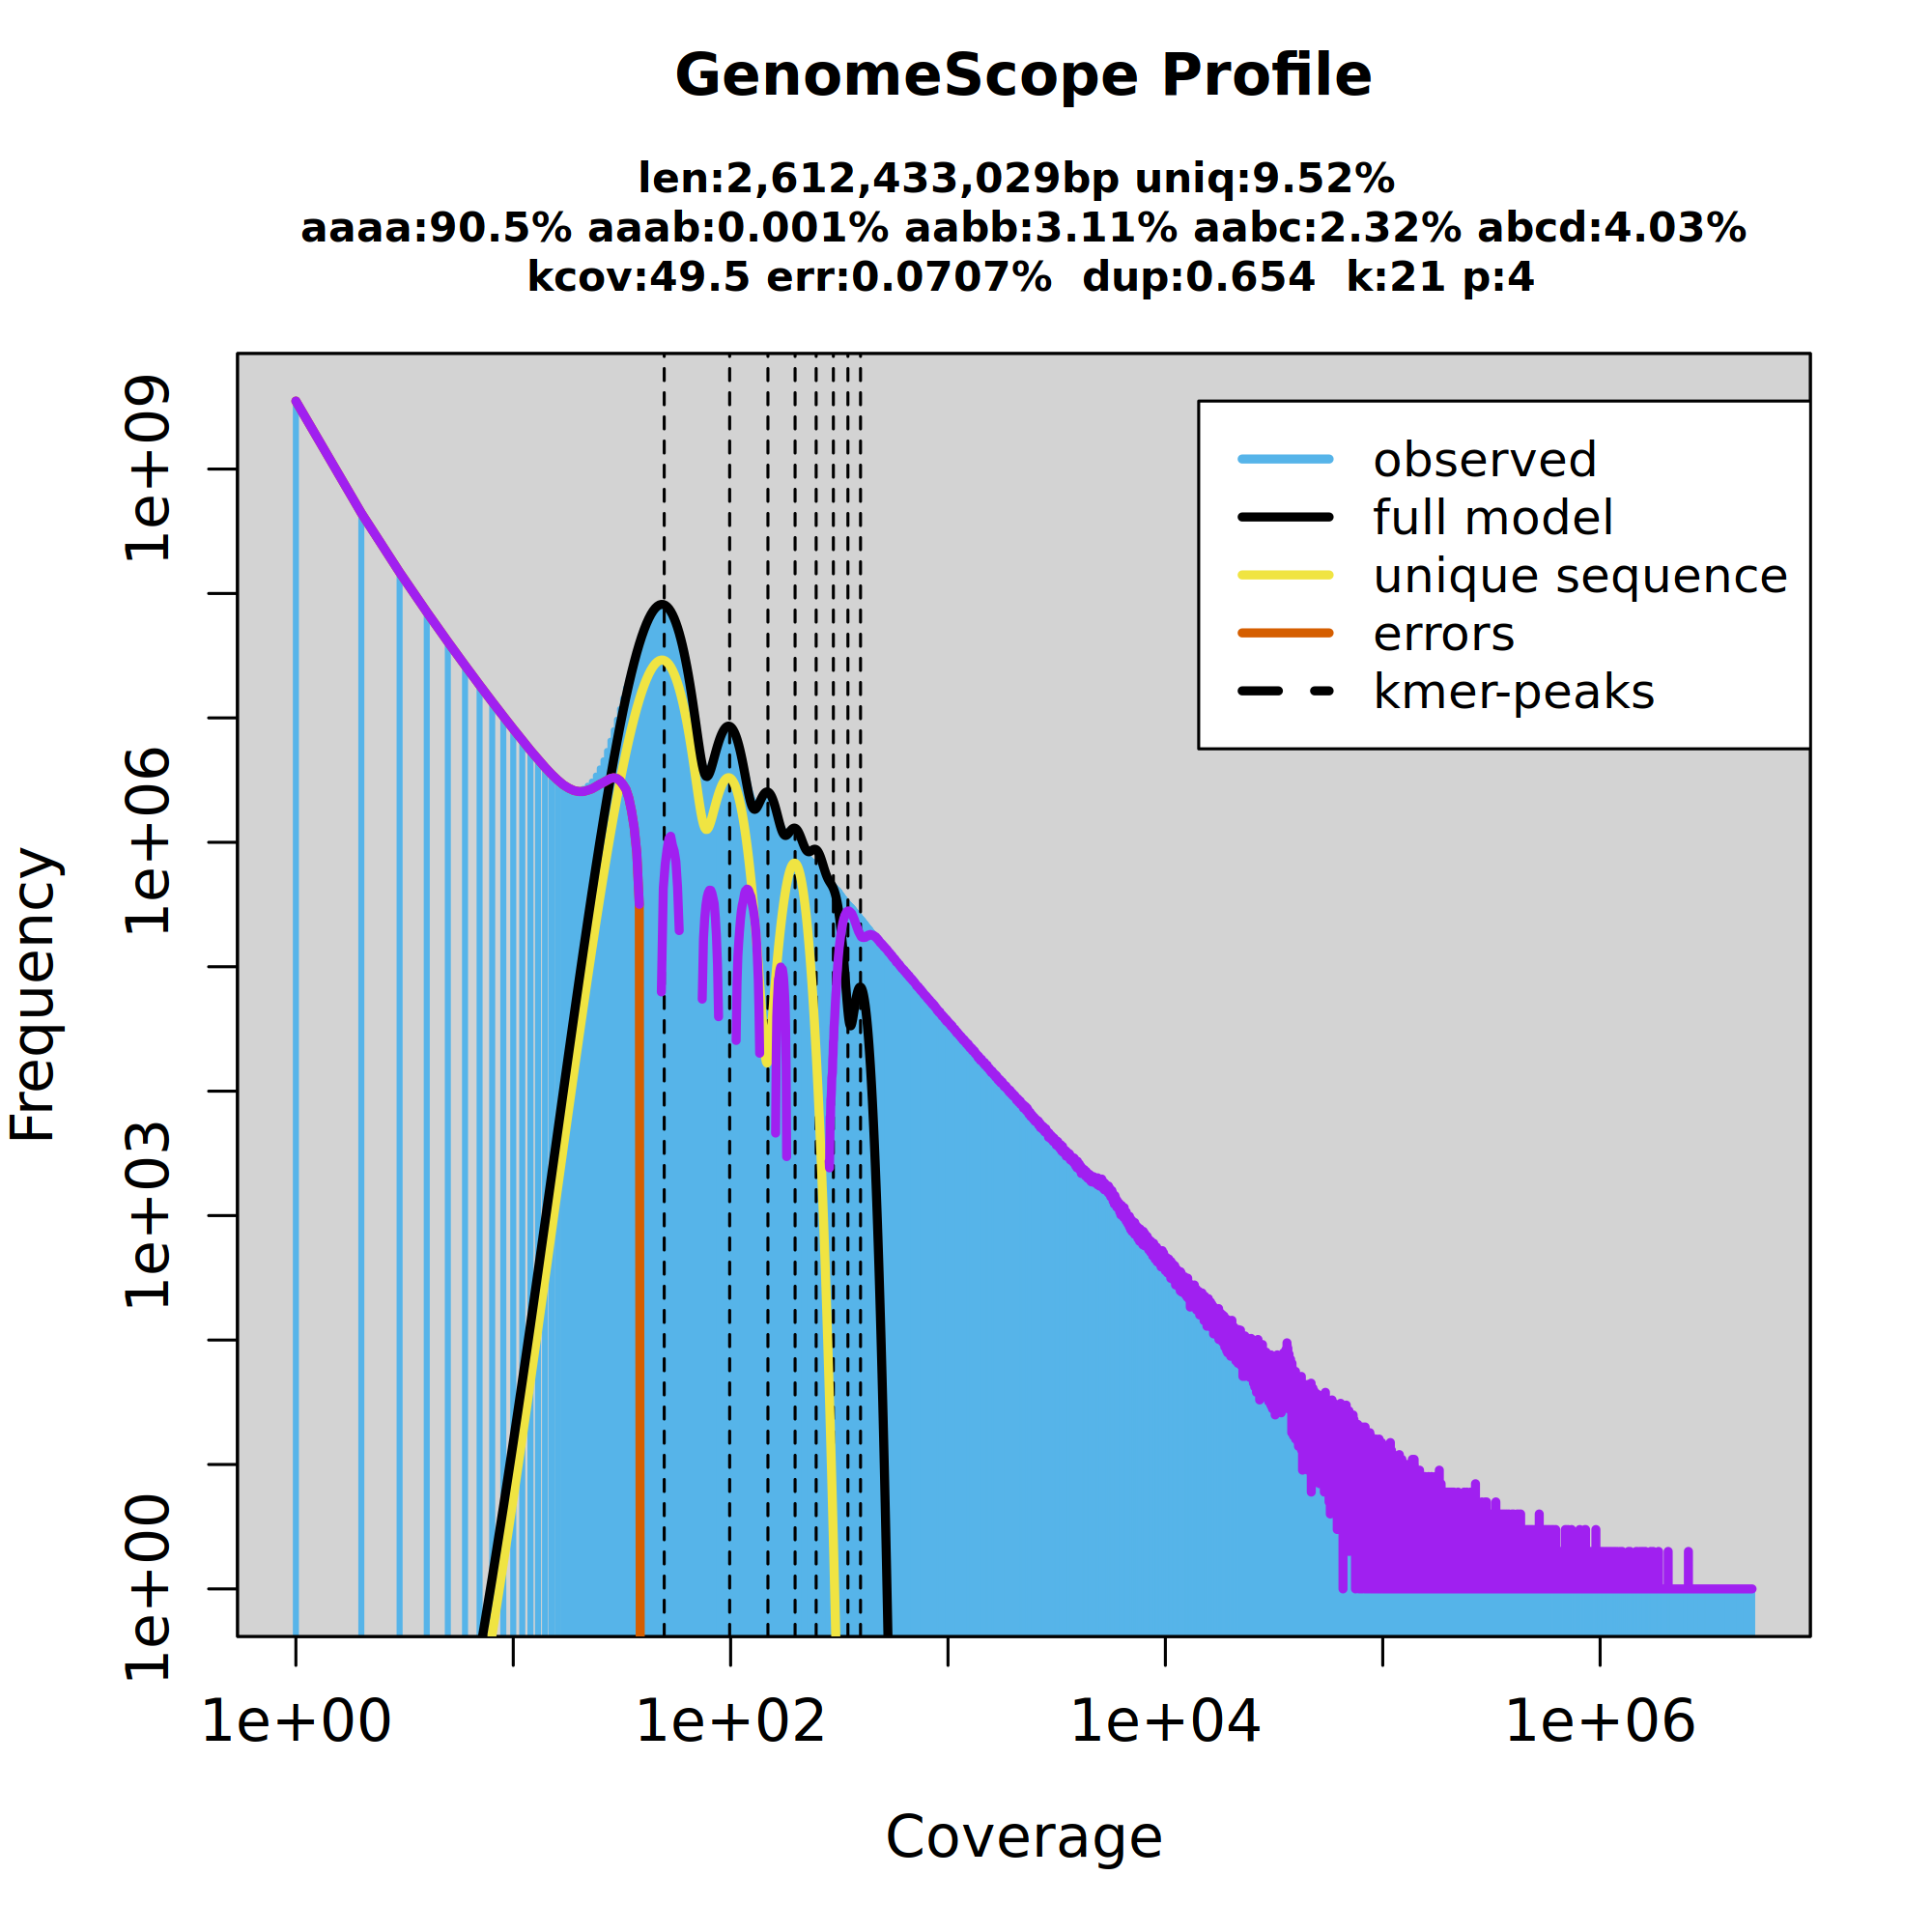 GenomeScope Profile
len:2,612,433,029bp uniq:9.52%
aaaa:90.5% aaab:0.001% aabb:3.11% aabc:2.32% abcd:4.03%
kcov:49.5 err:0.0707%  dup:0.654  k:21 p:4
observed
full model
unique sequence
errors
kmer-peaks
Frequency
1e+09
1e+06
1e+03
1e+00
1e+00 1e+02 1e+04 1e+06
Coverage